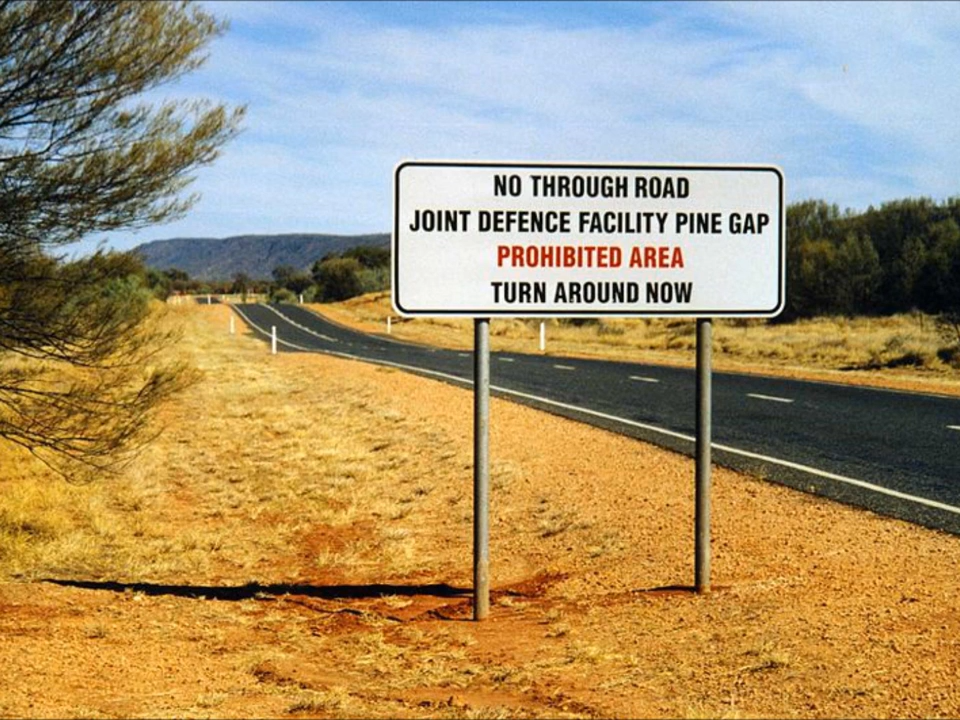 NO THROUGH ROAD
JOINT DEFENCE FACILITY PINE GAP
PROHIBITED AREA
TURN AROUND NOW